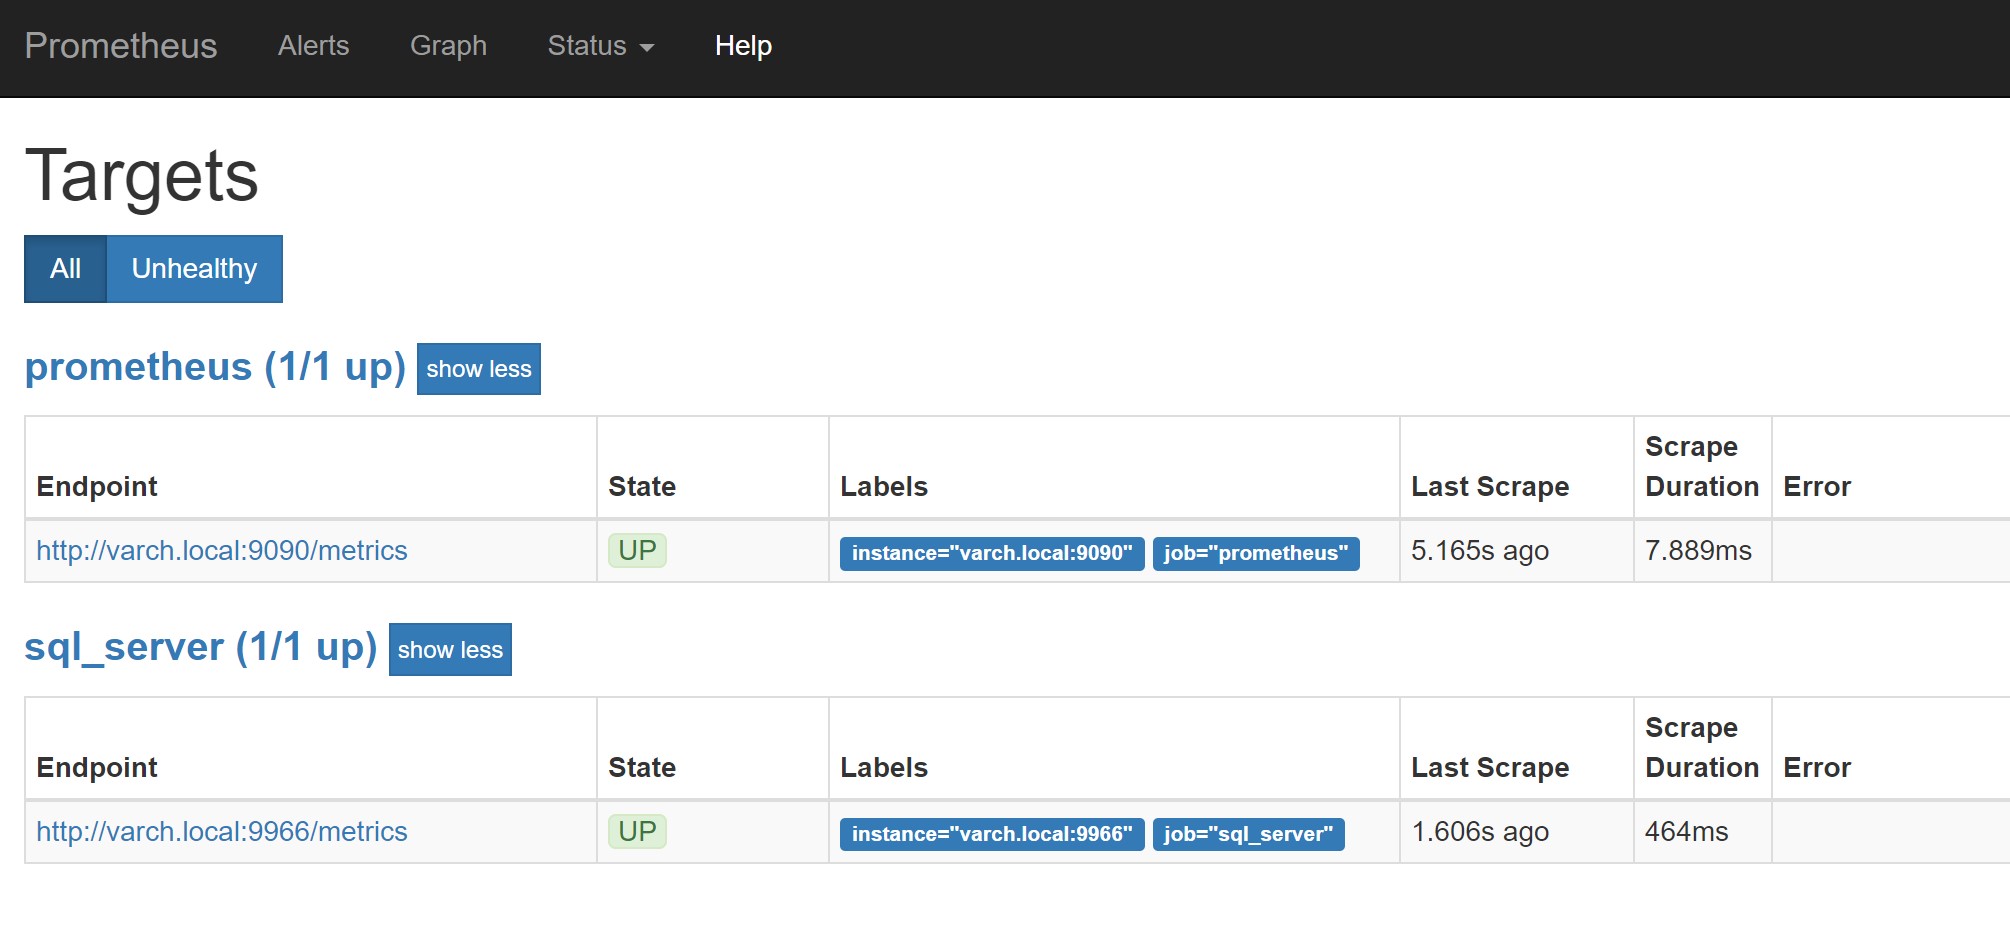 Prometheus Alerts Graph Status Help
Targets
All Unhealthy
prometheus (1/1 up) show less
Endpoint State Labels Last Scrape Scrape Duration Error
http://varch.local:9090/metrics UP instance="varch.local:9090" job="prometheus" 5.165s ago 7.889ms
sql_server (1/1 up) show less
Endpoint State Labels Last Scrape Scrape Duration Error
http://varch.local:9966/metrics UP instance="varch.local:9966" job="sql_server" 1.606s ago 464ms